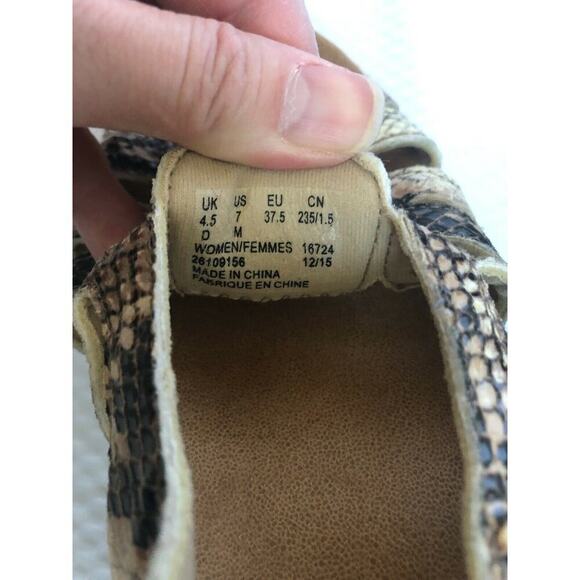 UK US EU CN
4.5 7 37.5 235/1.5
D M
WOMEN/FEMMES 16724
26109156 12/15
MADE IN CHINA
FABRIQUE EN CHINE